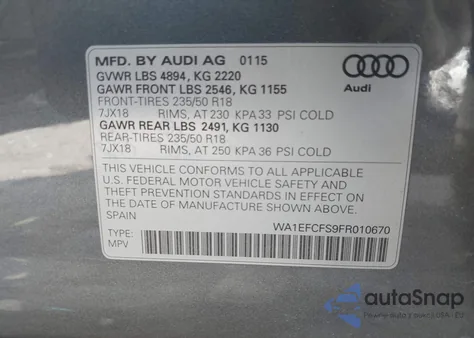 MFD. BY AUDI AG 0115
GVWR LBS 4894, KG 2220
GAWR FRONT LBS 2546, KG 1155
FRONT-TIRES 235/50 R18
7JX18 RIMS, AT 230 KPA 33 PSI COLD
GAWR REAR LBS 2491, KG 1130
REAR-TIRES 235/50 R18
7JX18 RIMS, AT 250 KPA 36 PSI COLD
Audi
THIS VEHICLE CONFORMS TO ALL APPLICABLE
U.S. FEDERAL MOTOR VEHICLE SAFETY AND
THEFT PREVENTION STANDARDS IN EFFECT ON
THE DATE OF MANUFACTURE SHOWN ABOVE.
SPAIN
WA1EFCFS9FR010670
TYPE:
MPV
autoSnap